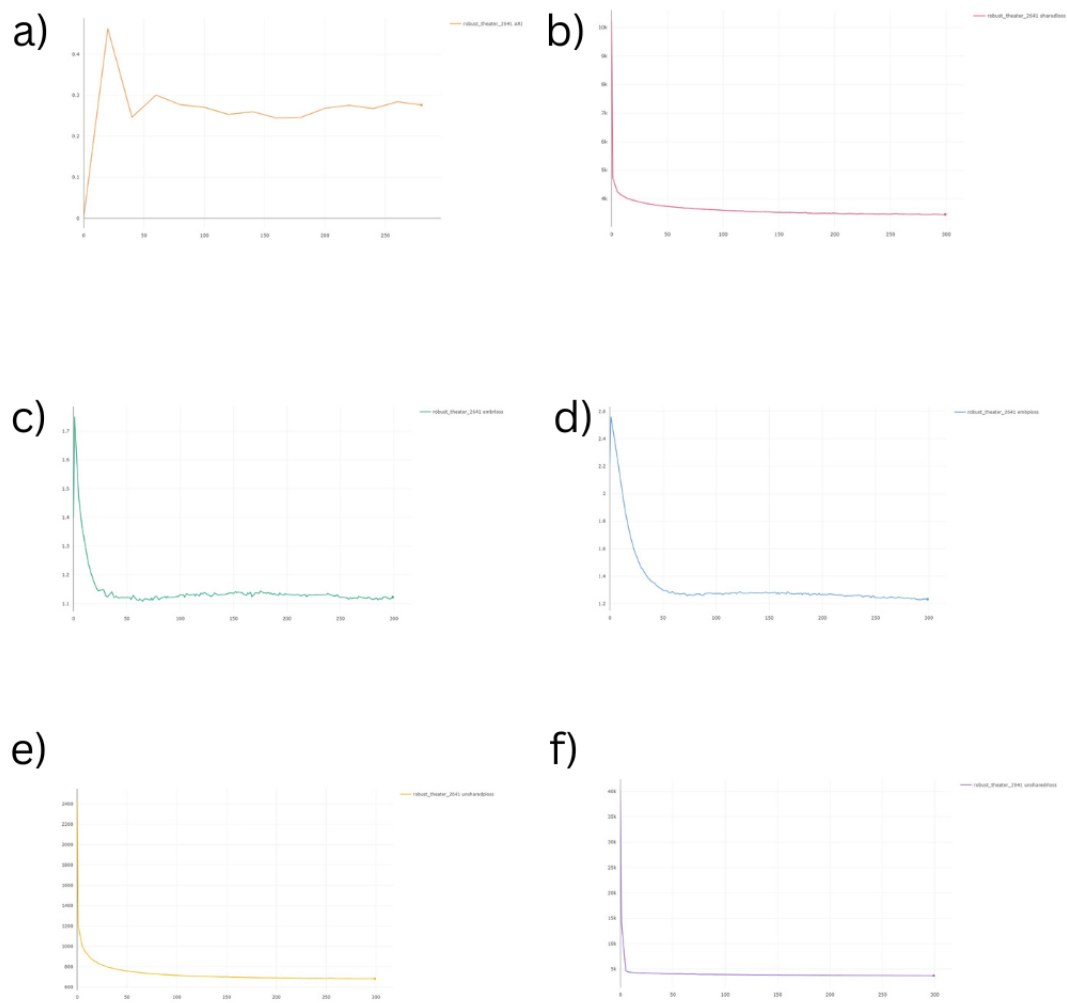 a)
robust_theater_2641 ARI
0.4
0.3
0.2
0.1
0
0 50 100 150 200 250
b)
robust_theater_2641 sharedloss
10k
9k
8k
7k
6k
5k
4k
0 50 100 150 200 250 300
c)
robust_theater_2641
1.7
1.6
1.5
1.4
1.3
1.2
1.1
0 50 100 150 200 250 300
d)
robust_theater_2641
2.6
2.4
2.2
2
1.8
1.6
1.4
1.2
0 50 100 150 200 250 300
e)
robust_theater_2641
2400
2200
2000
1800
1600
1400
1200
1000
800
600
0 50 100 150 200 250 300
f)
robust_theater_2641
40k
35k
30k
25k
20k
15k
10k
5k
0 50 100 150 200 250 300